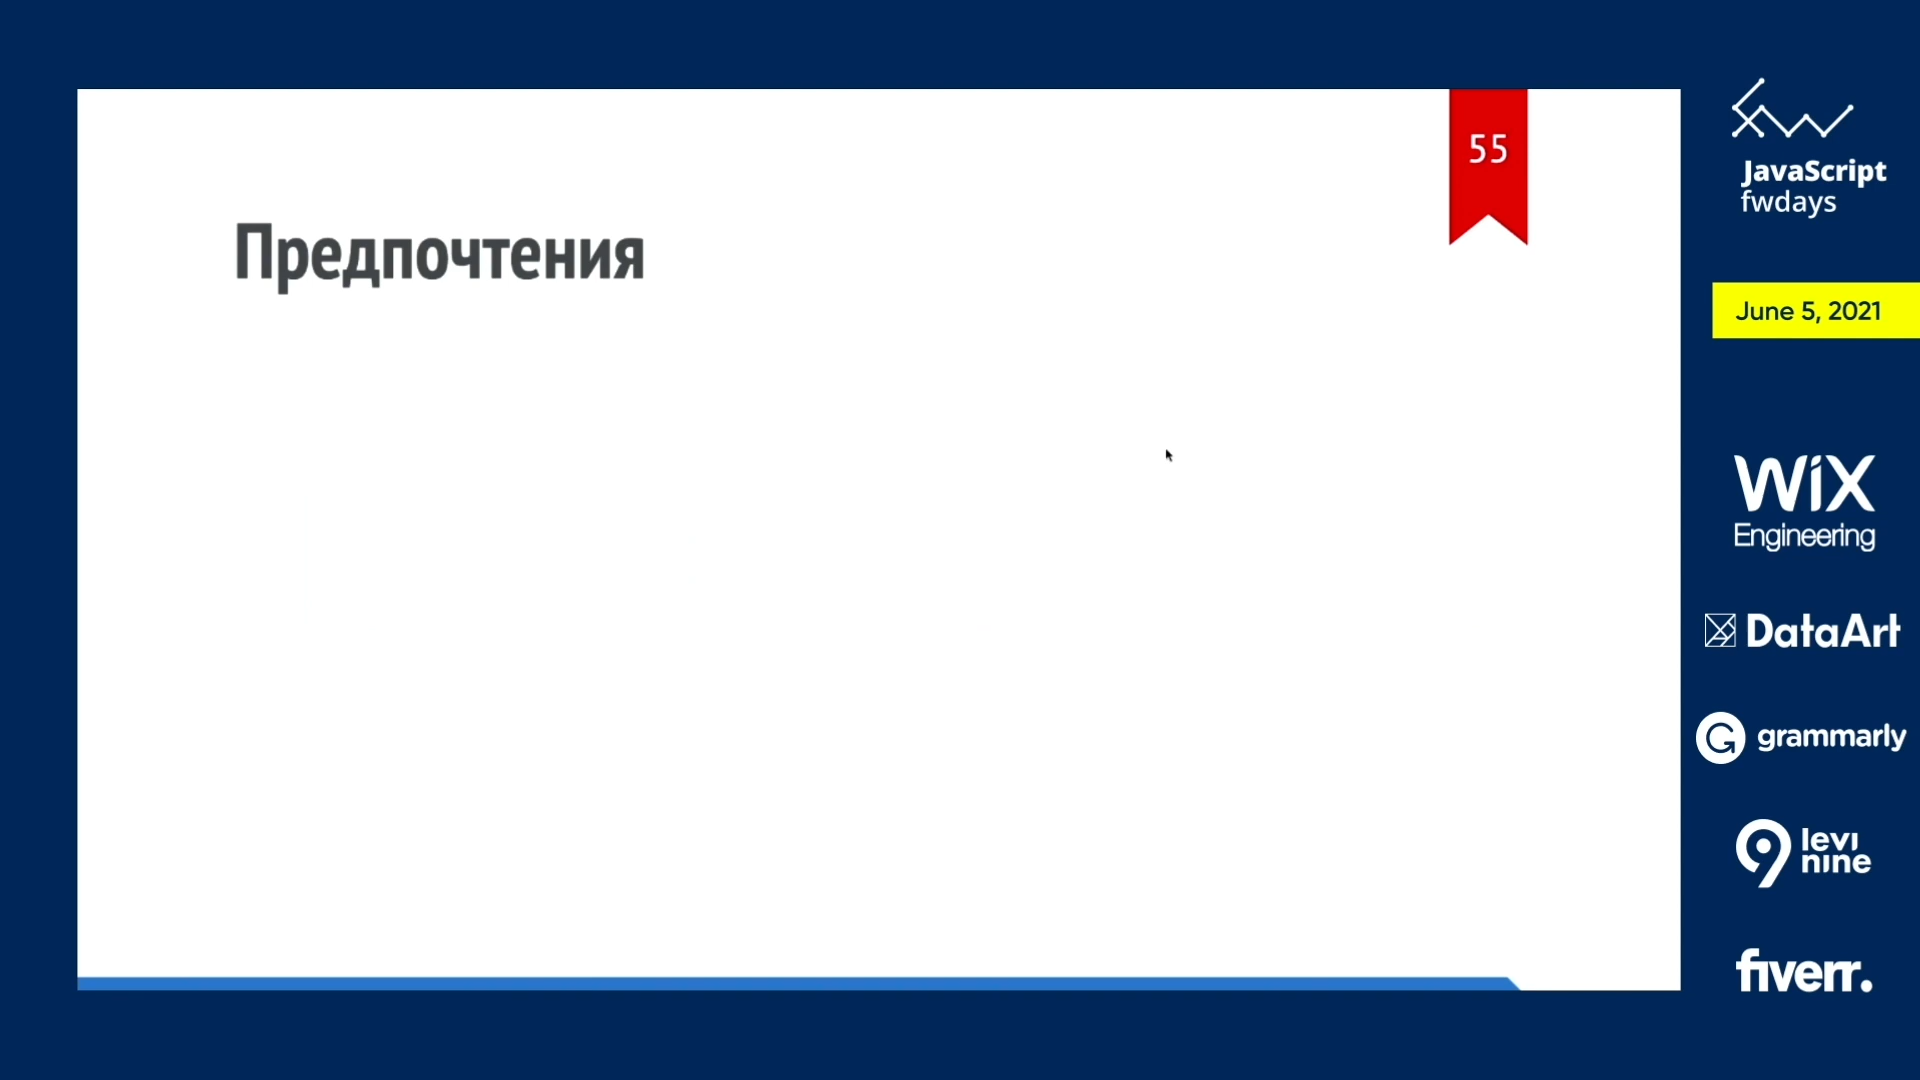 55
Предпочтения
JavaScript
fwdays
June 5, 2021
WiX
Engineering
DataArt
grammarly
levi
nine
fiverr.